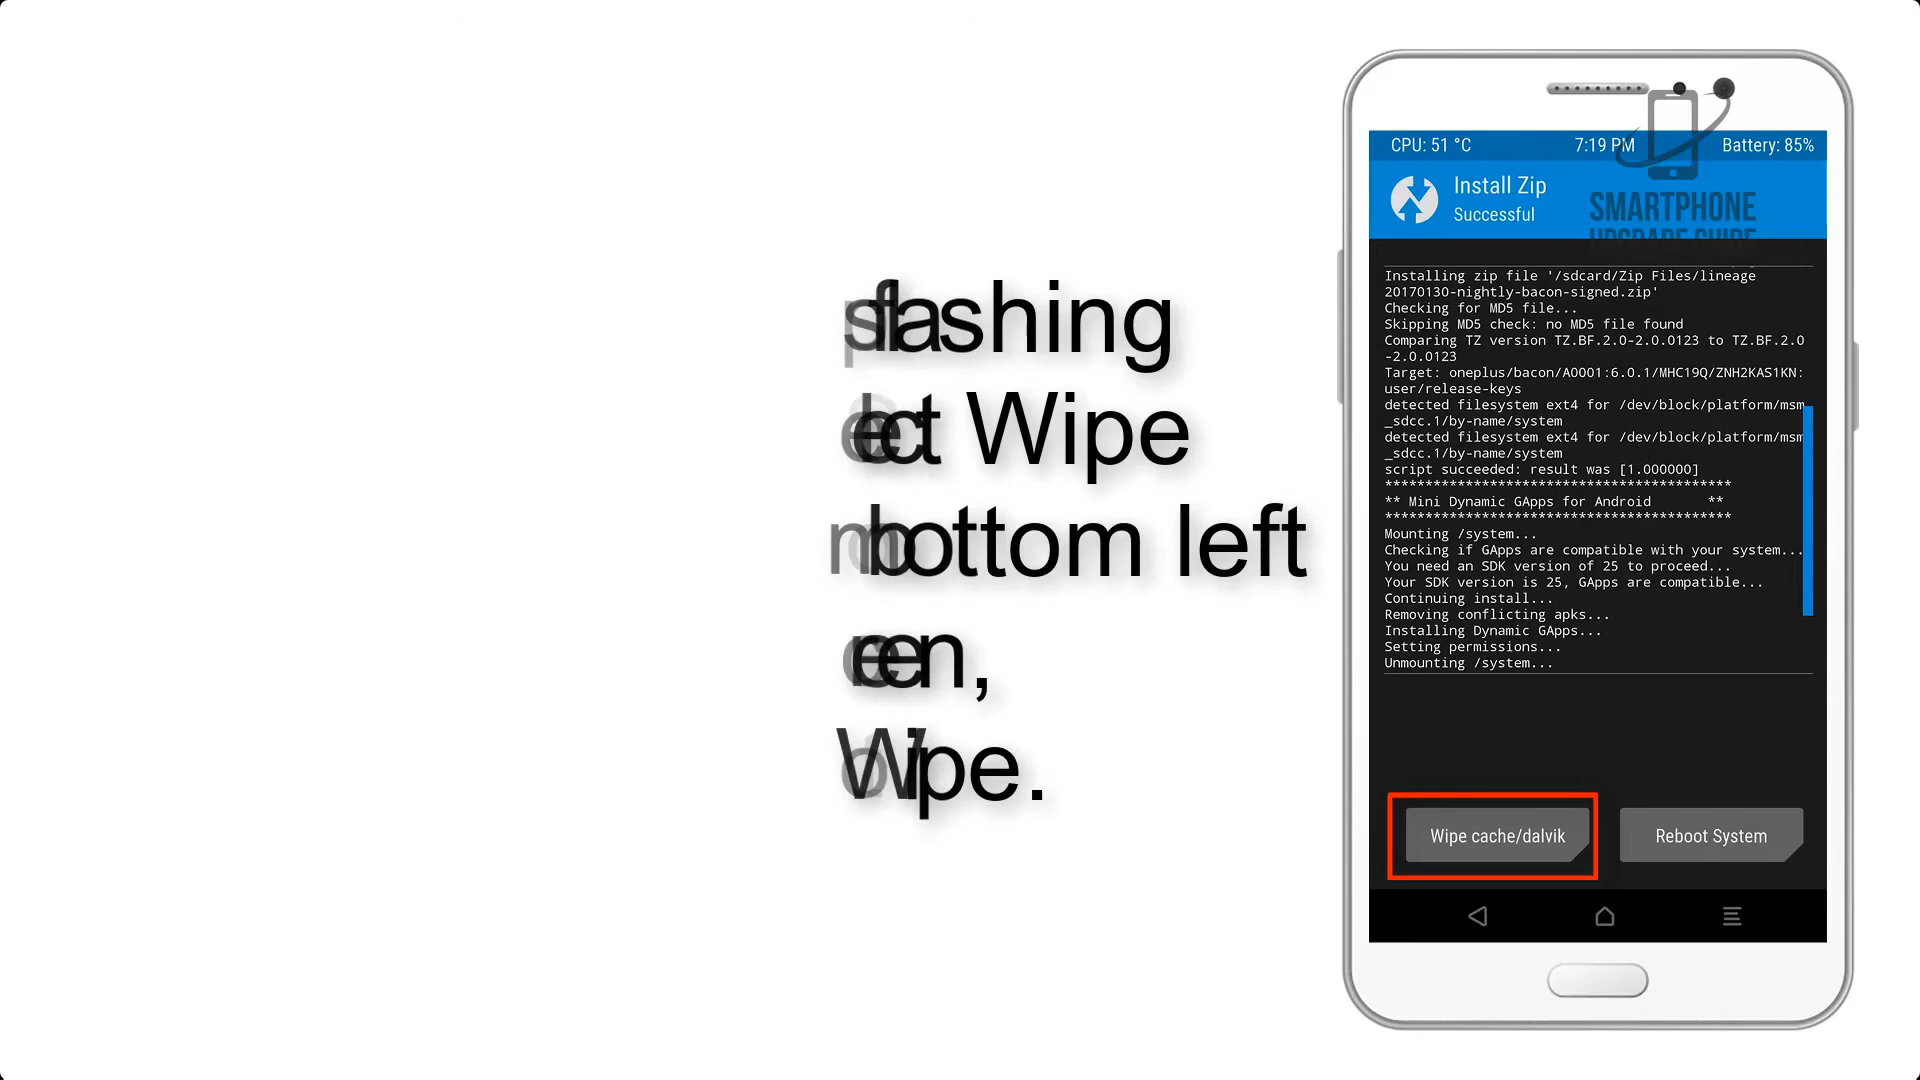 flashing
Wipe
bottom left
Wipe.
CPU: 51 °C 7:19 PM Battery: 85%
Install Zip
Successful
SMARTPHONE
UPGRADE GUIDE
Installing zip file '/sdcard/Zip Files/lineage
20170130-nightly-bacon-signed.zip'
Checking for MD5 file...
Skipping MD5 check: no MD5 file found
Comparing TZ version TZ.BF.2.0-2.0.0123 to TZ.BF.2.0
-2.0.0123
Target: oneplus/bacon/A0001:6.0.1/MHC19Q/ZNH2KAS1KN:
user/release-keys
detected filesystem ext4 for /dev/block/platform/msm
_sdcc.1/by-name/system
detected filesystem ext4 for /dev/block/platform/msm
_sdcc.1/by-name/system
script succeeded: result was [1.000000]
*******************************************
** Mini Dynamic GApps for Android **
*******************************************
Mounting /system...
Checking if GApps are compatible with your system...
You need an SDK version of 25 to proceed...
Your SDK version is 25, GApps are compatible...
Continuing install...
Removing conflicting apks...
Installing Dynamic GApps...
Setting permissions...
Unmounting /system...
Wipe cache/dalvik
Reboot System